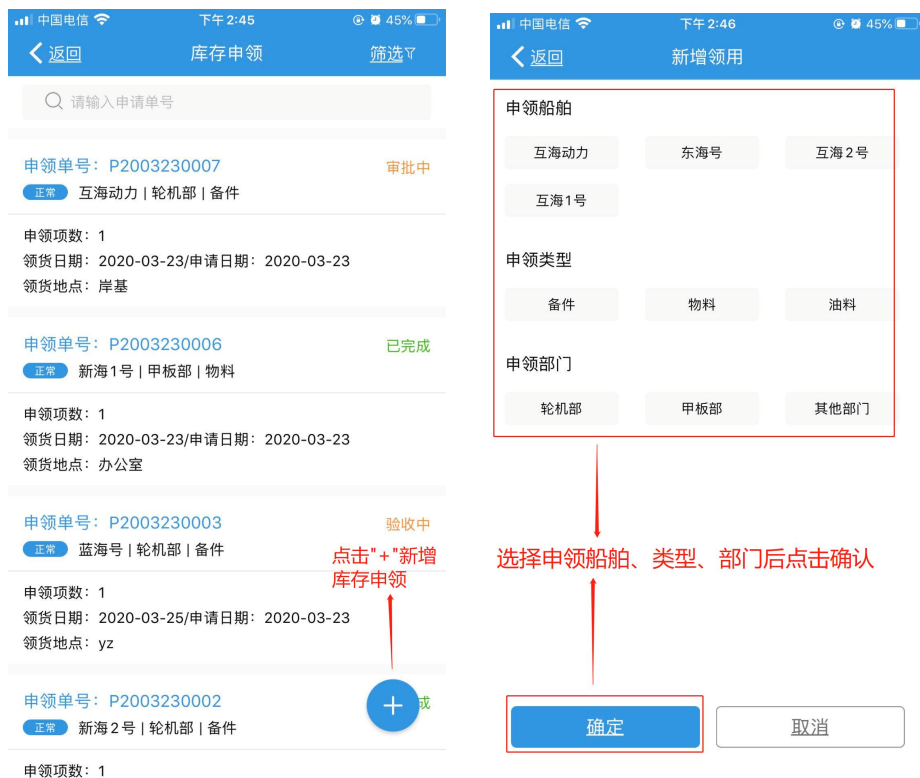 中国电信 下午2:45 45%
返回 库存申领 筛选
请输入申请单号
申领单号：P2003230007 审批中
正常 互海动力 | 轮机部 | 备件
申领项数：1
领货日期：2020-03-23/申请日期：2020-03-23
领货地点：岸基
申领单号：P2003230006 已完成
正常 新海1号 | 甲板部 | 物料
申领项数：1
领货日期：2020-03-23/申请日期：2020-03-23
领货地点：办公室
申领单号：P2003230003 验收中
正常 蓝海号 | 轮机部 | 备件
点击"+"新增
库存申领
申领项数：1
领货日期：2020-03-25/申请日期：2020-03-23
领货地点：yz
申领单号：P2003230002 成
正常 新海2号 | 轮机部 | 备件
申领项数：1
中国电信 下午2:46 45%
返回 新增领用
申领船舶
互海动力 东海号 互海2号
互海1号
申领类型
备件 物料 油料
申领部门
轮机部 甲板部 其他部门
选择申领船舶、类型、部门后点击确认
确定 取消